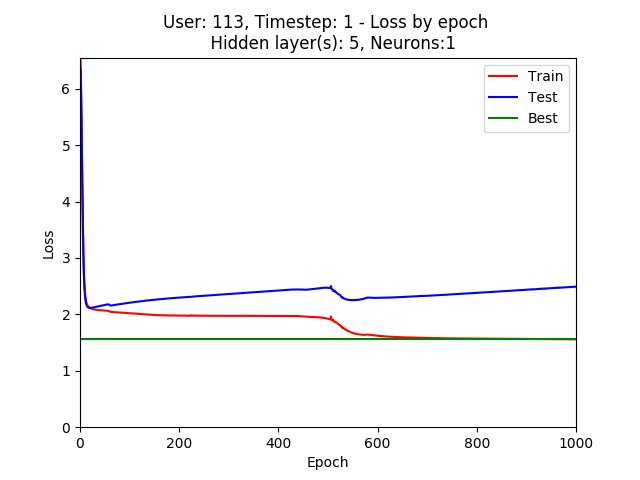 User: 113, Timestep: 1 - Loss by epoch
Hidden layer(s): 5, Neurons:1
Train
Test
Best
6
5
4
3
2
1
0
Loss
0 200 400 600 800 1000
Epoch